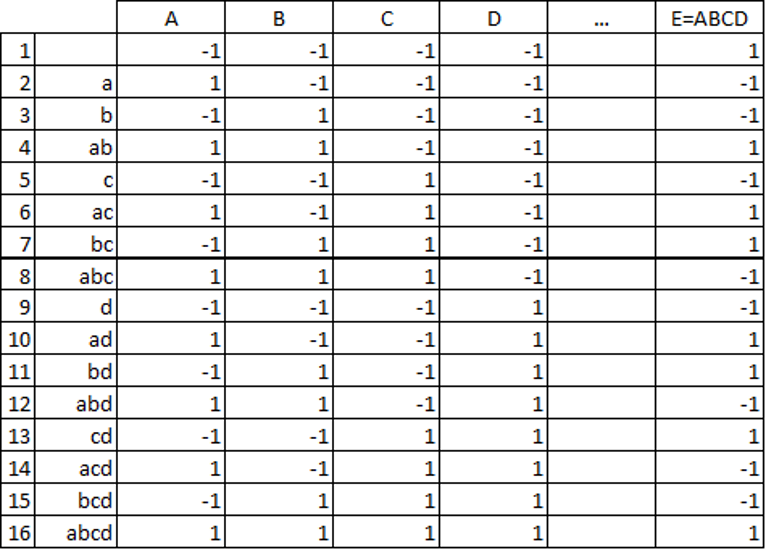 A B C D ... E=ABCD
1 -1 -1 -1 -1 1
2 a 1 -1 -1 -1 -1
3 b -1 1 -1 -1 -1
4 ab 1 1 -1 -1 1
5 c -1 -1 1 -1 -1
6 ac 1 -1 1 -1 1
7 bc -1 1 1 -1 1
8 abc 1 1 1 -1 -1
9 d -1 -1 -1 1 -1
10 ad 1 -1 -1 1 1
11 bd -1 1 -1 1 1
12 abd 1 1 -1 1 -1
13 cd -1 -1 1 1 1
14 acd 1 -1 1 1 -1
15 bcd -1 1 1 1 -1
16 abcd 1 1 1 1 1